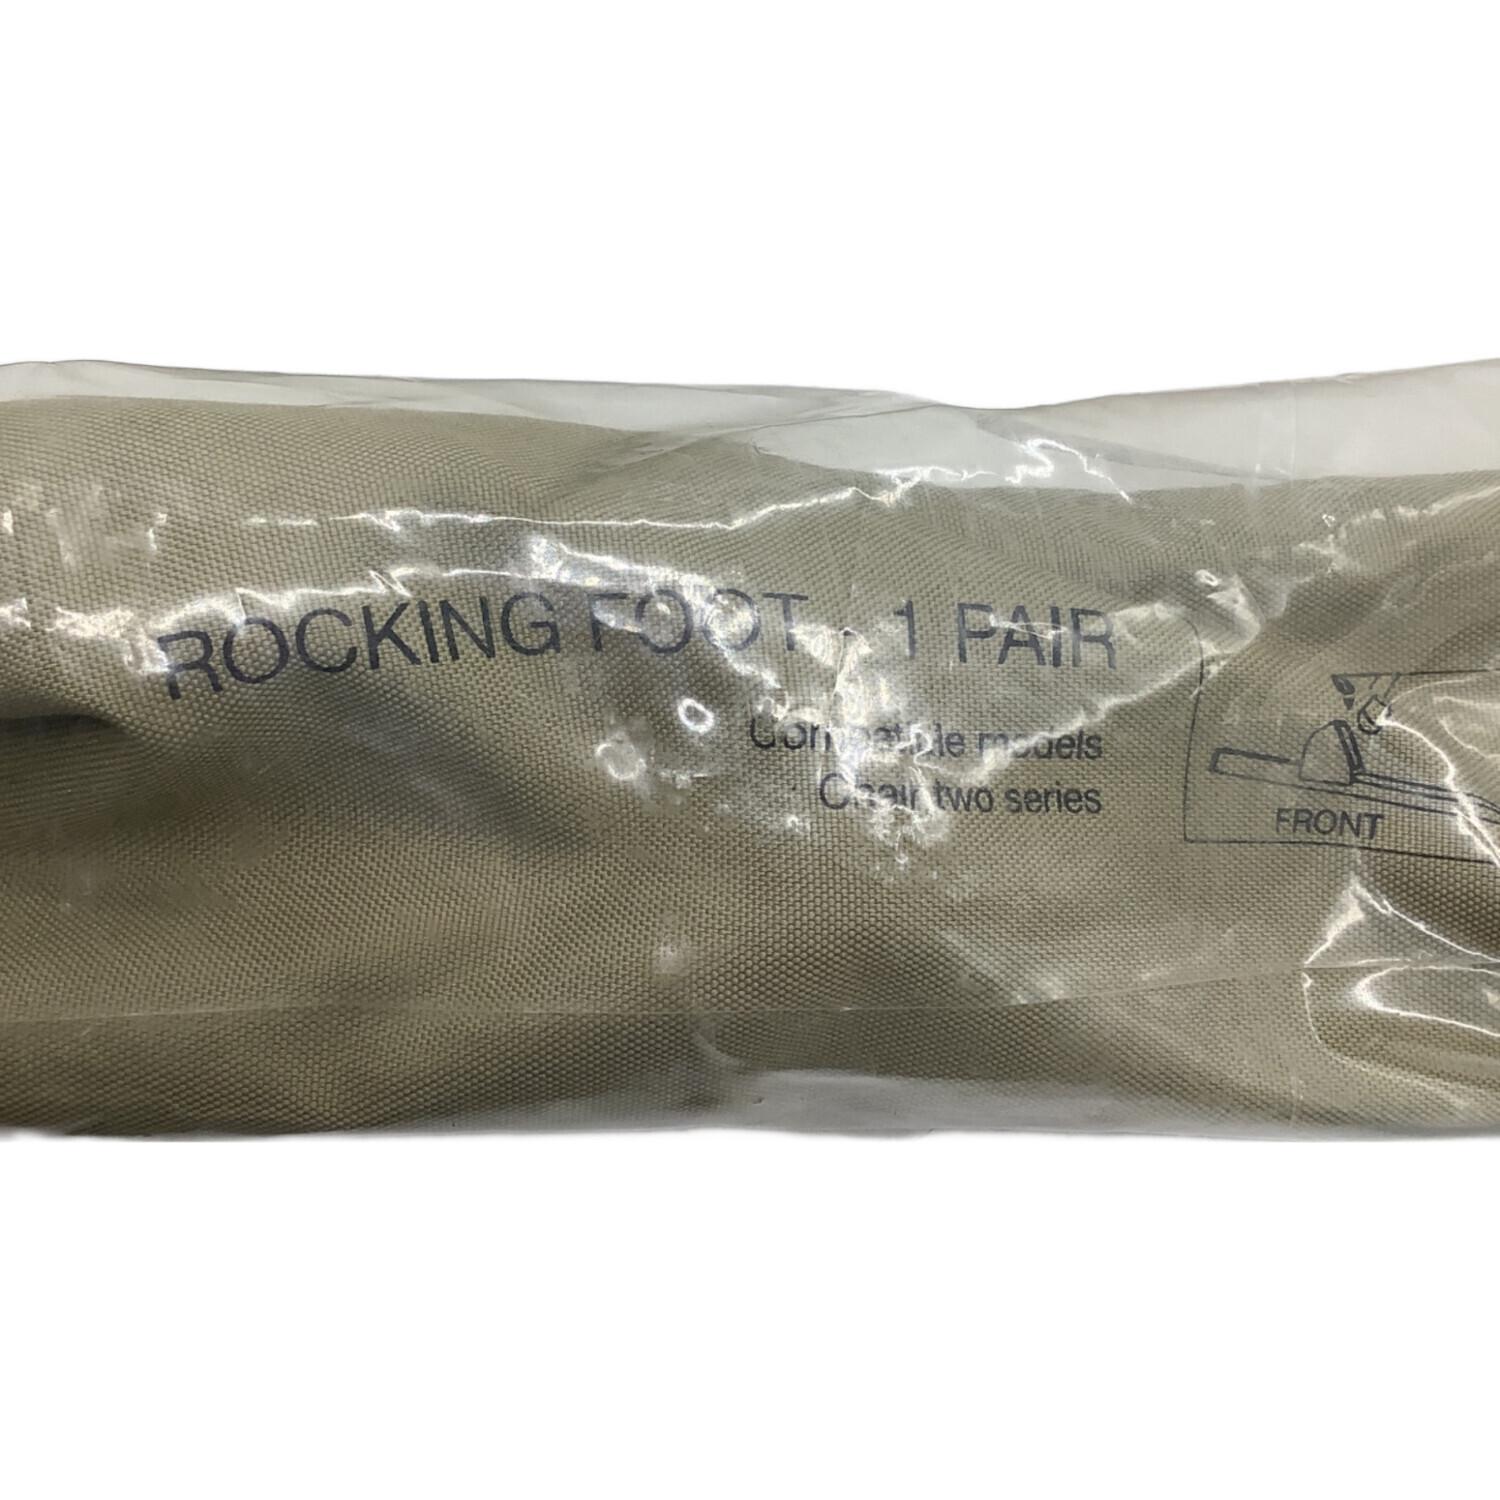 ROCKING FOOT . 1 PAIR
Compatible models
Chair two series
FRONT